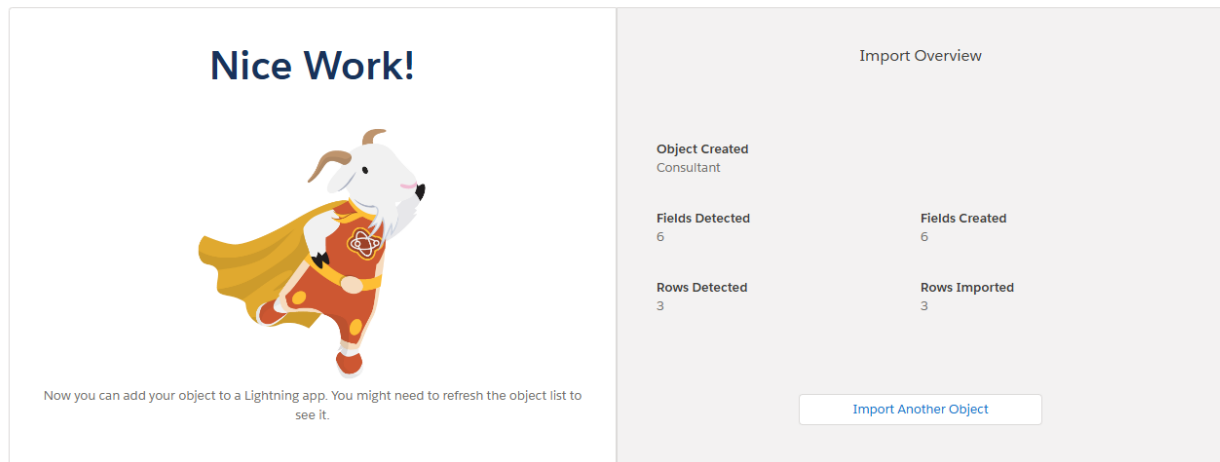 Nice Work!
Now you can add your object to a Lightning app. You might need to refresh the object list to
see it.
Import Overview
Object Created
Consultant
Fields Detected
6
Fields Created
6
Rows Detected
3
Rows Imported
3
Import Another Object